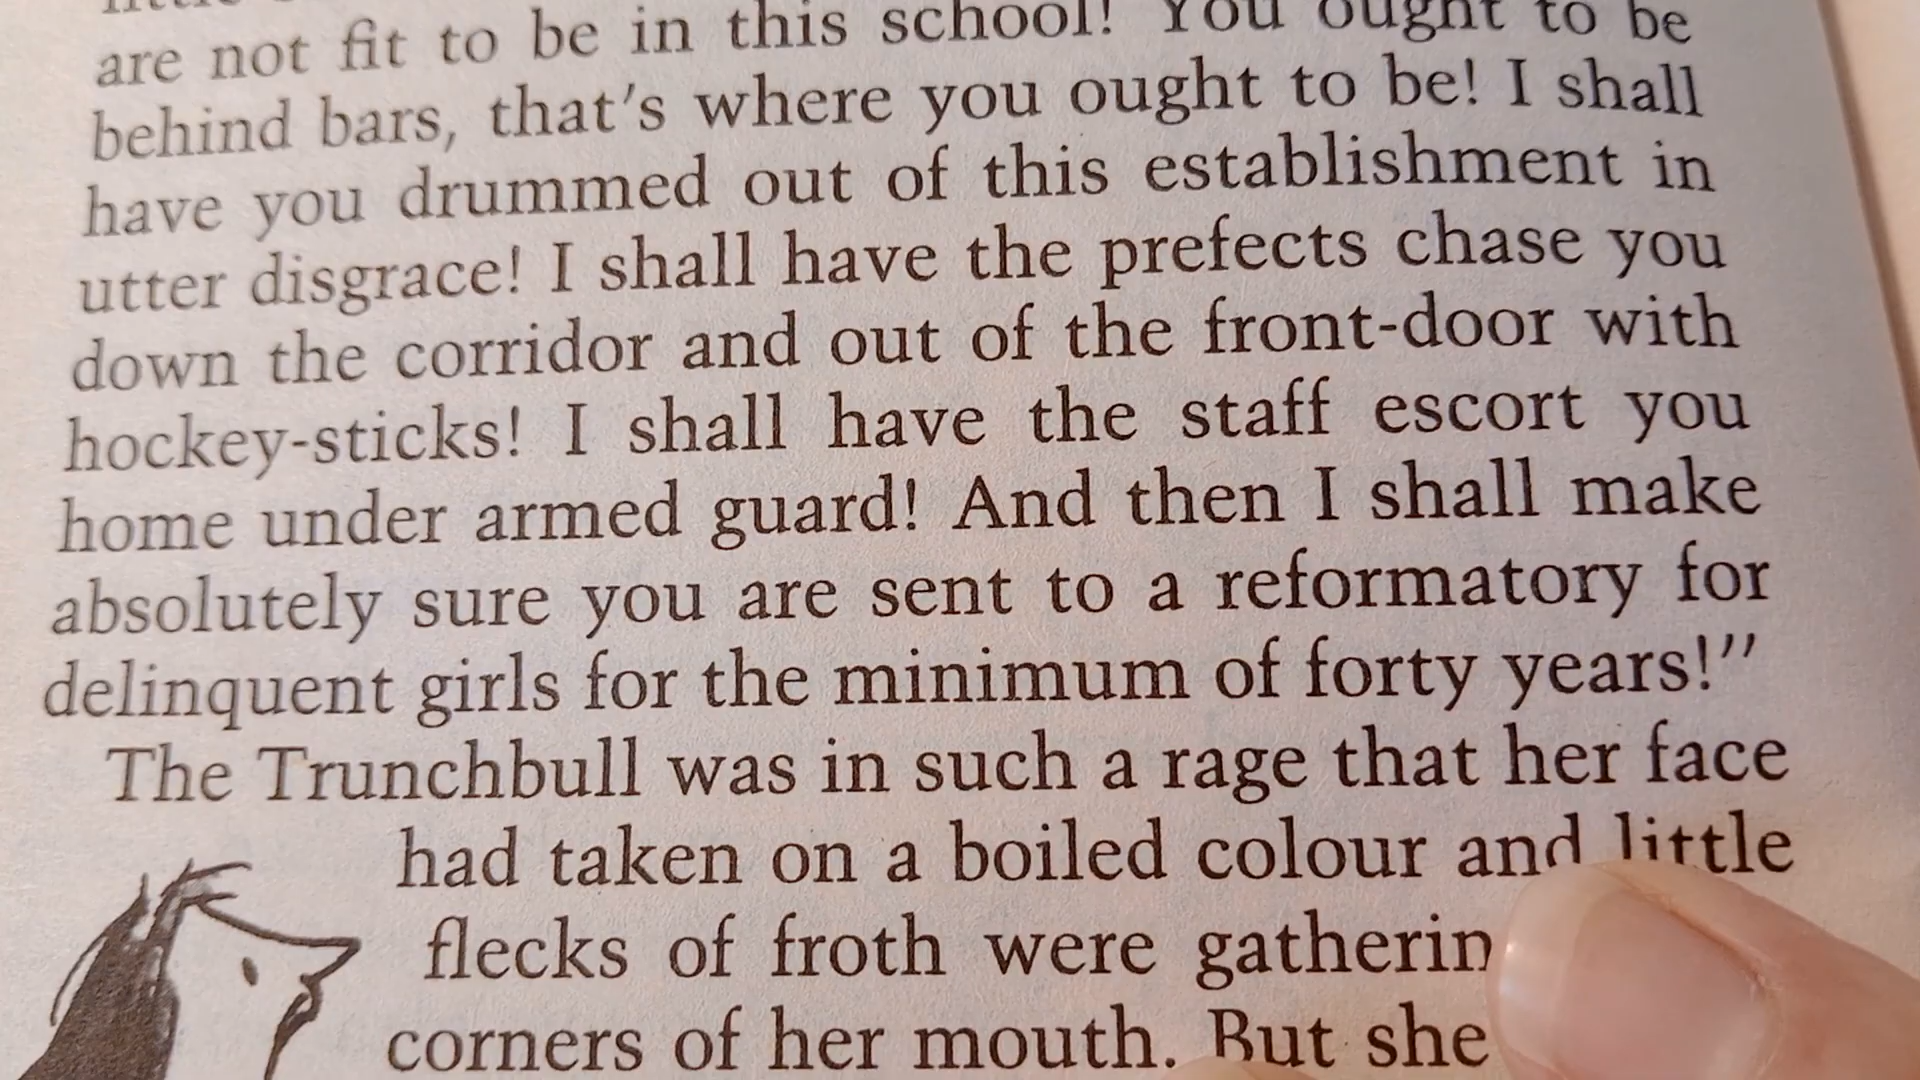 are not fit to be in this school! You ought to be
behind bars, that's where you ought to be! I shall
have you drummed out of this establishment in
utter disgrace! I shall have the prefects chase you
down the corridor and out of the front-door with
hockey-sticks! I shall have the staff escort you
home under armed guard! And then I shall make
absolutely sure you are sent to a reformatory for
delinquent girls for the minimum of forty years!”
The Trunchbull was in such a rage that her face
had taken on a boiled colour and little
flecks of froth were gatherin
corners of her mouth. But she